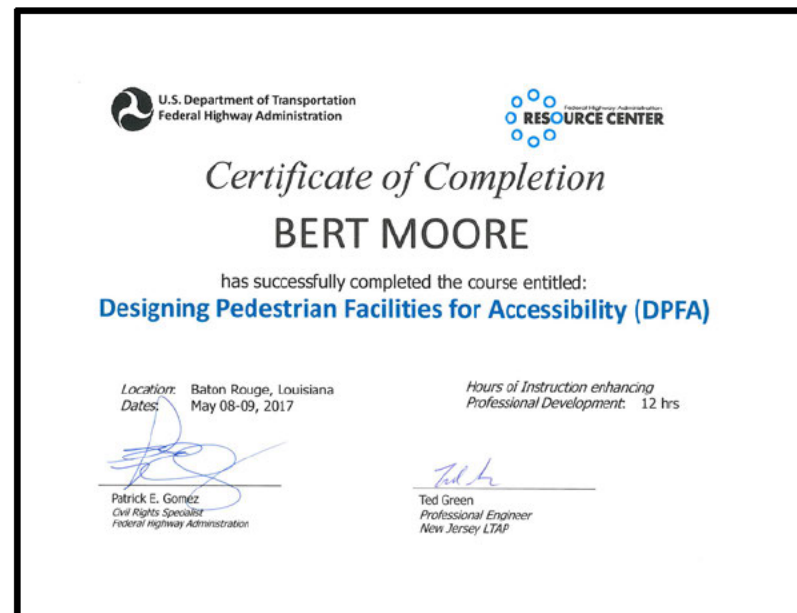 U.S. Department of Transportation
Federal Highway Administration
Federal Highway Administration
RESOURCE CENTER
Certificate of Completion
BERT MOORE
has successfully completed the course entitled:
Designing Pedestrian Facilities for Accessibility (DPFA)
Location: Baton Rouge, Louisiana
Dates: May 08-09, 2017
Hours of Instruction enhancing
Professional Development: 12 hrs
Patrick E. Gomez
Civil Rights Specialist
Federal Highway Administration
Ted Green
Professional Engineer
New Jersey LTAP